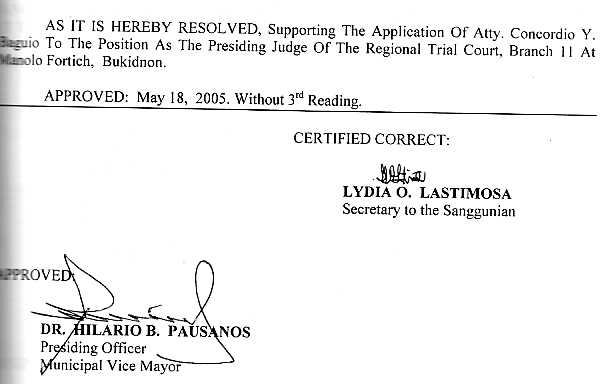 AS IT IS HEREBY RESOLVED, Supporting The Application Of Atty. Concordio Y.
Baguio To The Position As The Presiding Judge Of The Regional Trial Court, Branch 11 At
Manolo Fortich, Bukidnon.
APPROVED: May 18, 2005. Without 3rd Reading.
CERTIFIED CORRECT:
LYDIA O. LASTIMOSA
Secretary to the Sanggunian
APPROVED:
DR. HILARIO B. PAUSANOS
Presiding Officer
Municipal Vice Mayor